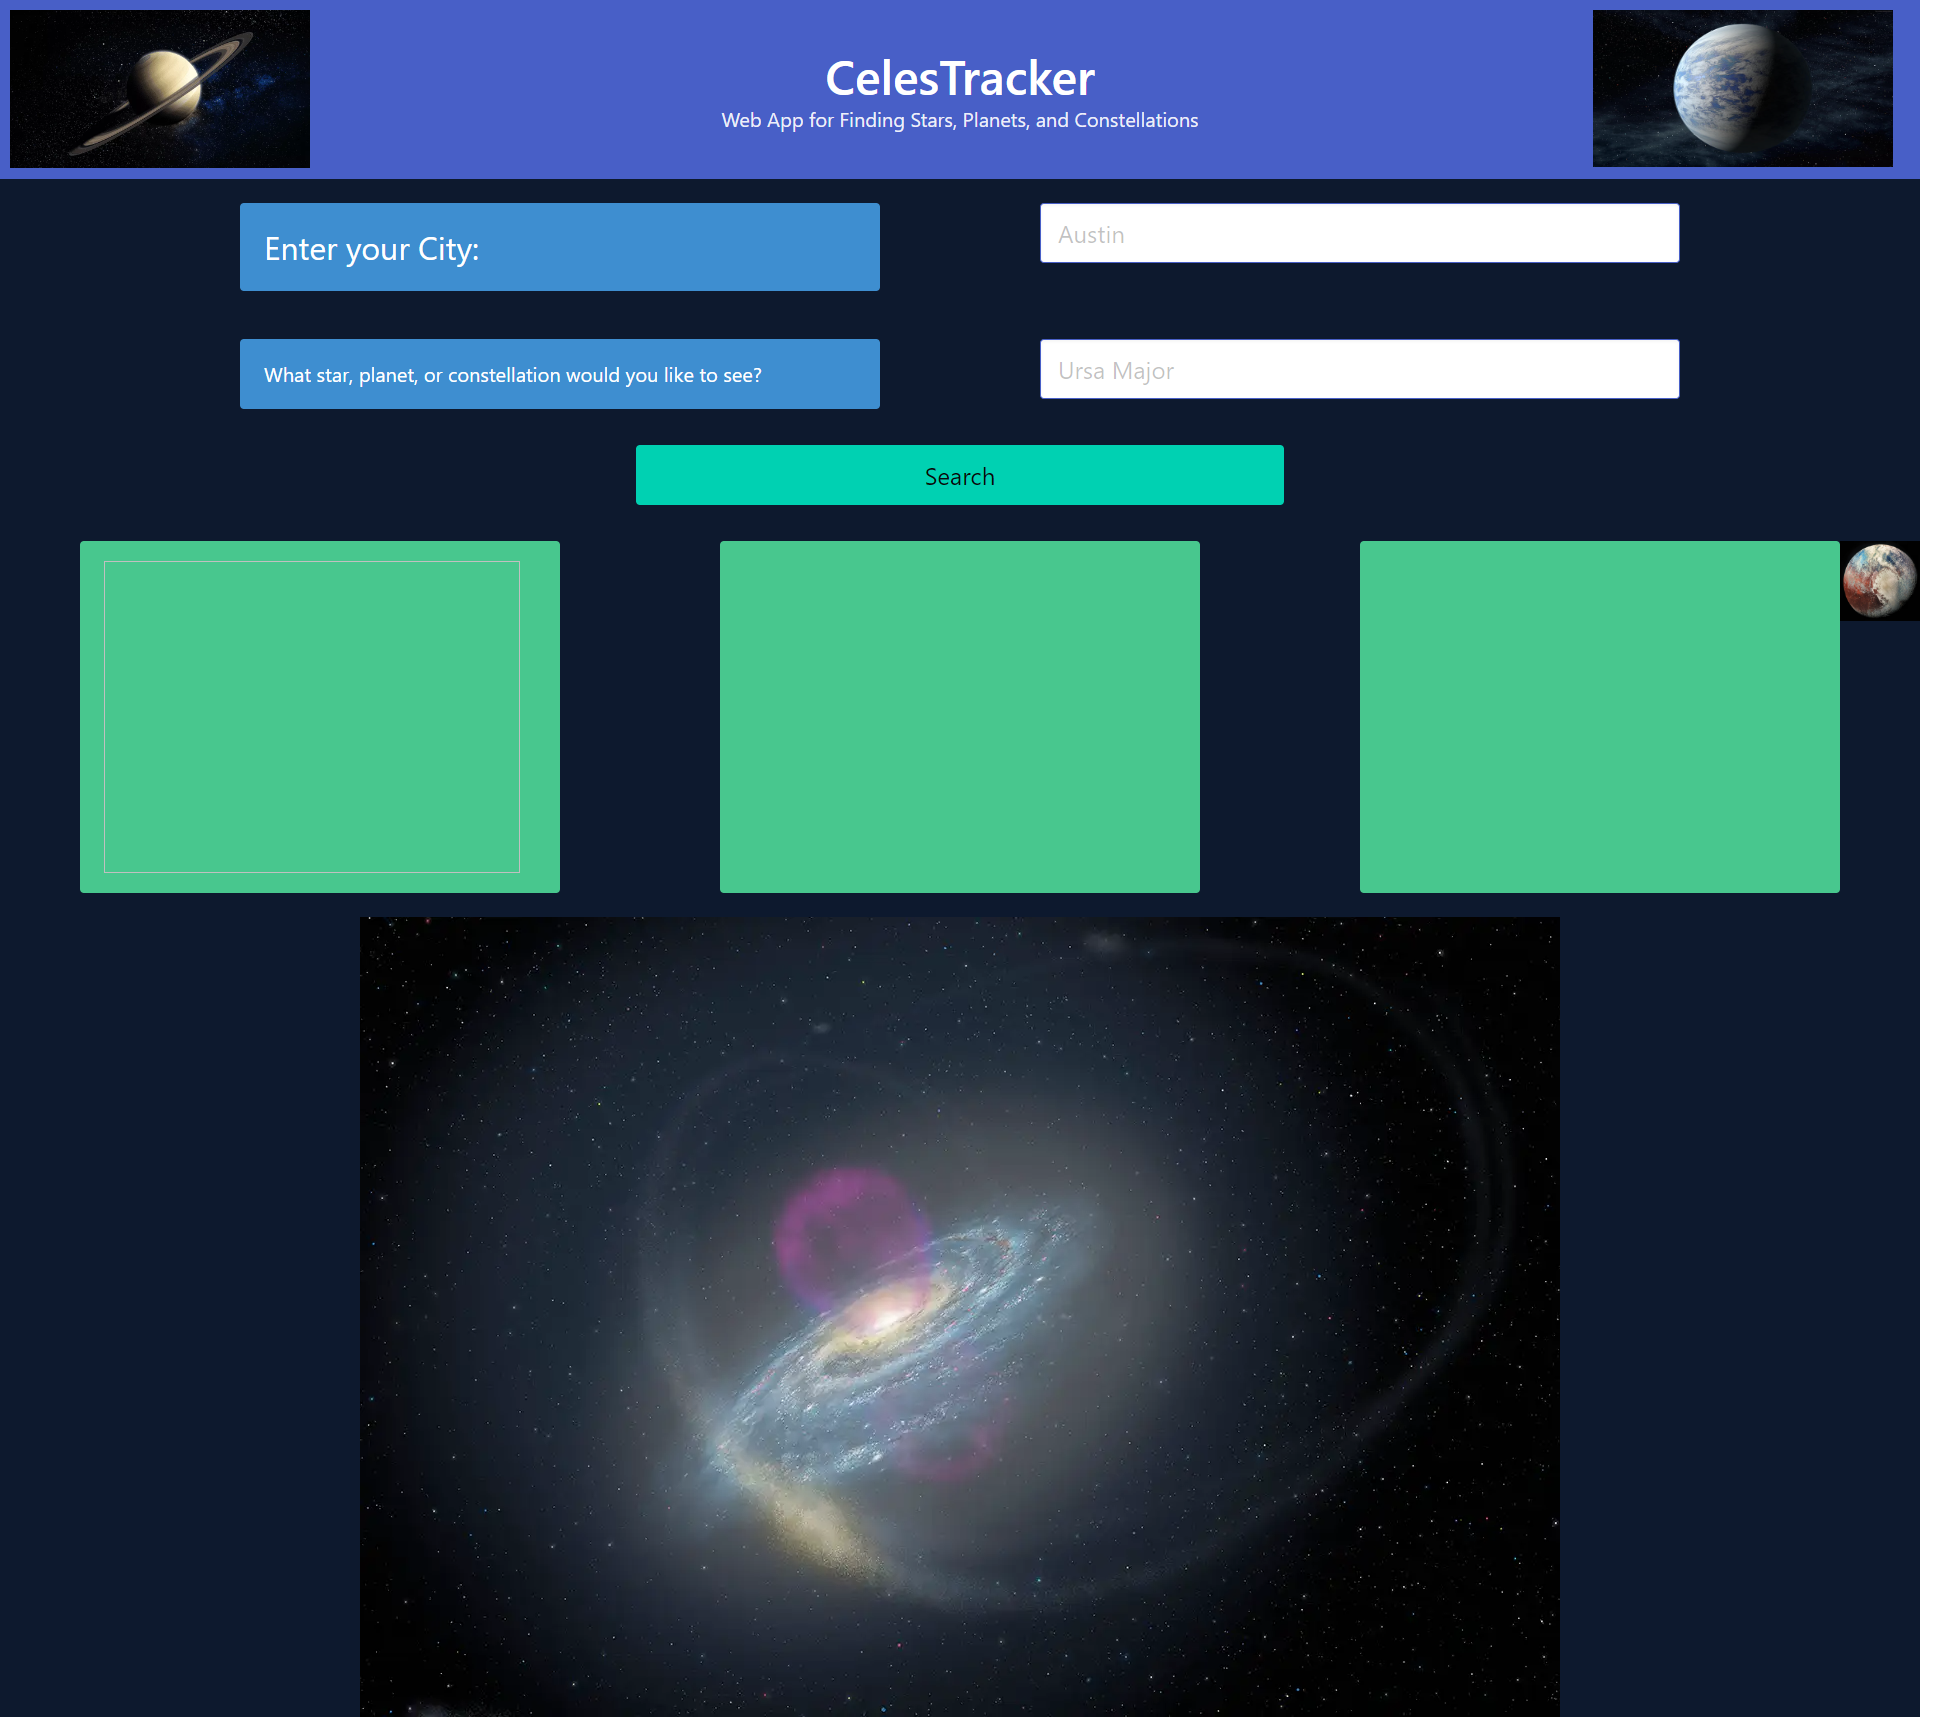 CelesTracker
Web App for Finding Stars, Planets, and Constellations
Enter your City:
Austin
What star, planet, or constellation would you like to see?
Ursa Major
Search